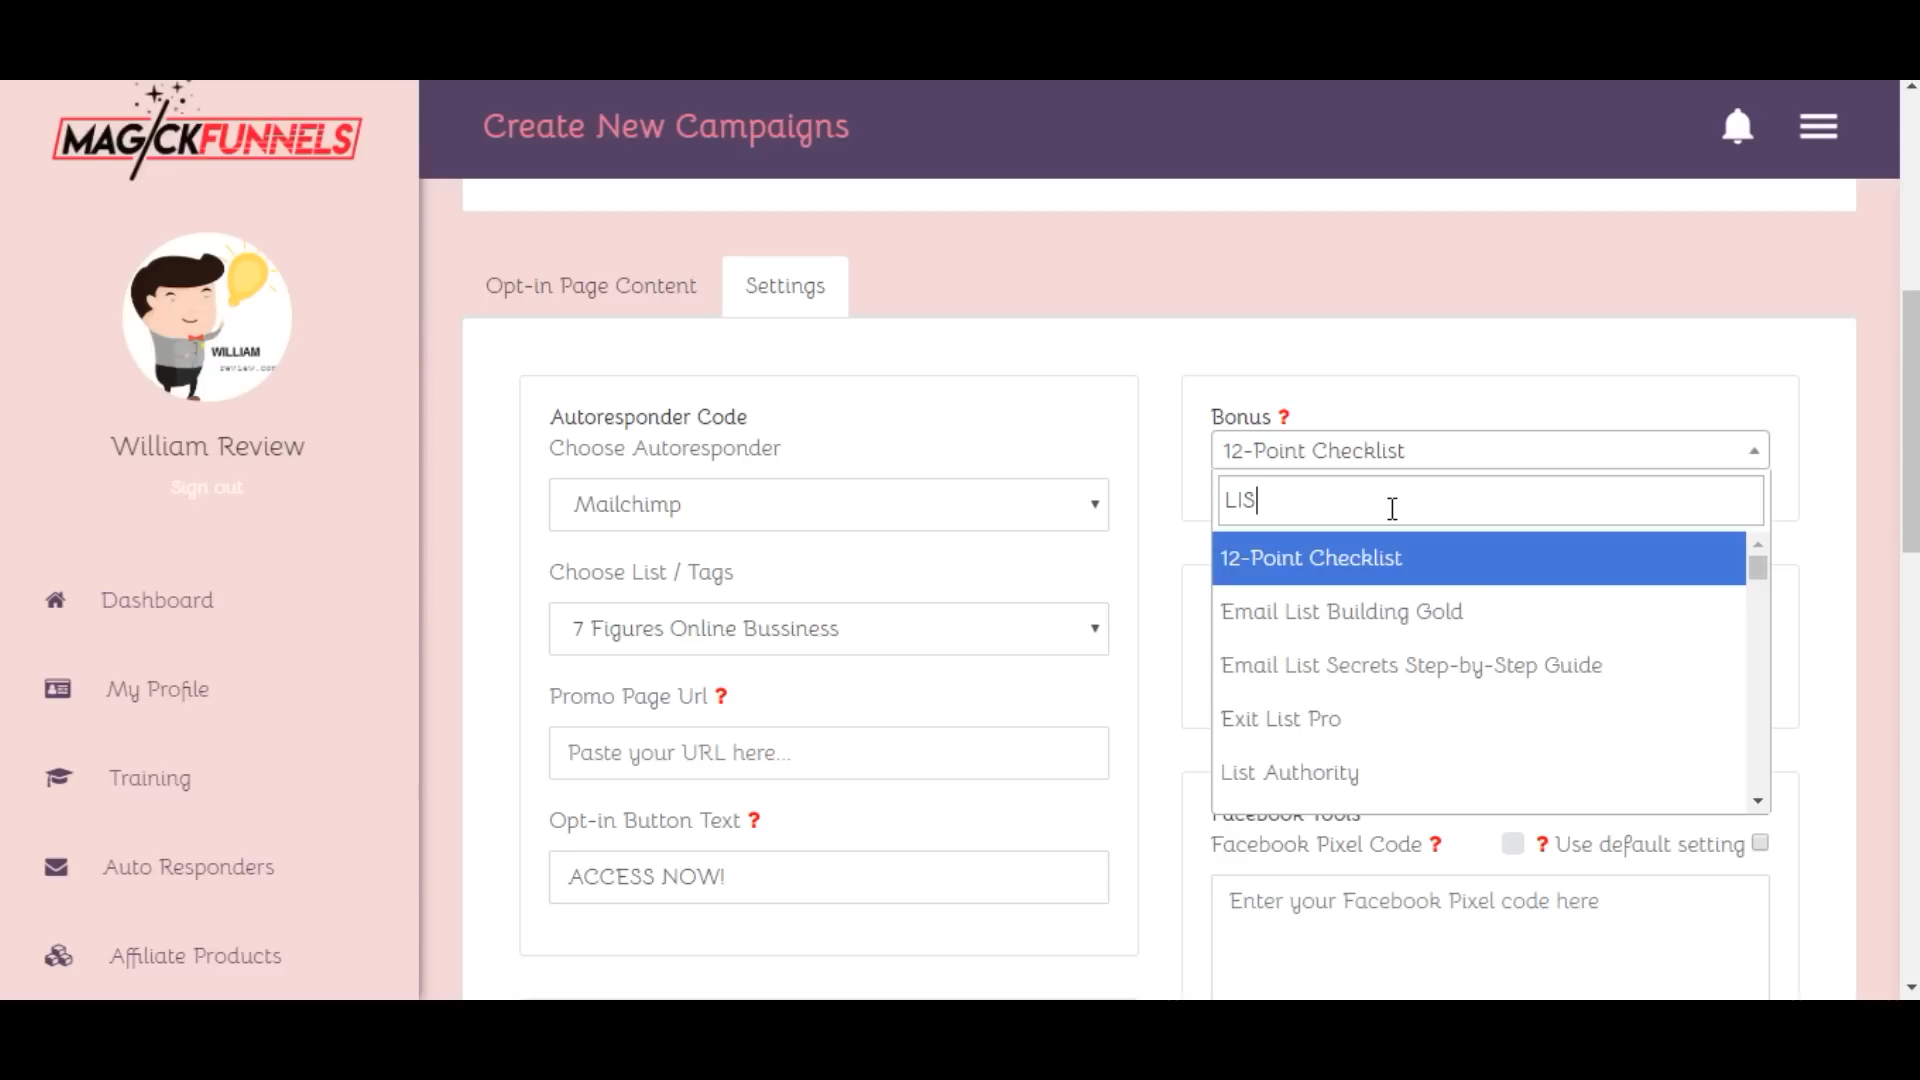 MAGICKFUNNELS
Create New Campaigns
WILLIAM
review.com
William Review
Sign out
Dashboard
My Profile
Training
Auto Responders
Affiliate Products
Opt-in Page Content
Settings
Autoresponder Code
Choose Autoresponder
Mailchimp
Choose List / Tags
7 Figures Online Bussiness
Promo Page Url ?
Paste your URL here...
Opt-in Button Text ?
ACCESS NOW!
Bonus ?
12-Point Checklist
LIS
12-Point Checklist
Email List Building Gold
Email List Secrets Step-by-Step Guide
Exit List Pro
List Authority
Facebook Tools
Facebook Pixel Code ?
? Use default setting
Enter your Facebook Pixel code here